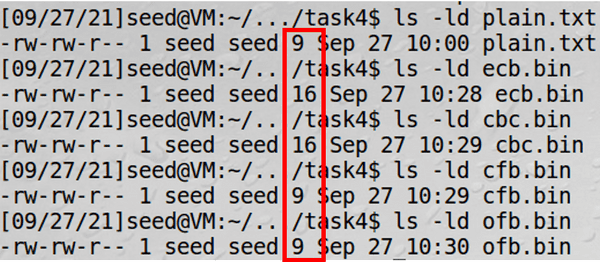 [09/27/21]seed@VM:~/.../task4$ ls -ld plain.txt
-rw-rw-r-- 1 seed seed 9 Sep 27 10:00 plain.txt
[09/27/21]seed@VM:~/.../task4$ ls -ld ecb.bin
-rw-rw-r-- 1 seed seed 16 Sep 27 10:28 ecb.bin
[09/27/21]seed@VM:~/.../task4$ ls -ld cbc.bin
-rw-rw-r-- 1 seed seed 16 Sep 27 10:29 cbc.bin
[09/27/21]seed@VM:~/.../task4$ ls -ld cfb.bin
-rw-rw-r-- 1 seed seed 9 Sep 27 10:29 cfb.bin
[09/27/21]seed@VM:~/.../task4$ ls -ld ofb.bin
-rw-rw-r-- 1 seed seed 9 Sep 27 10:30 ofb.bin